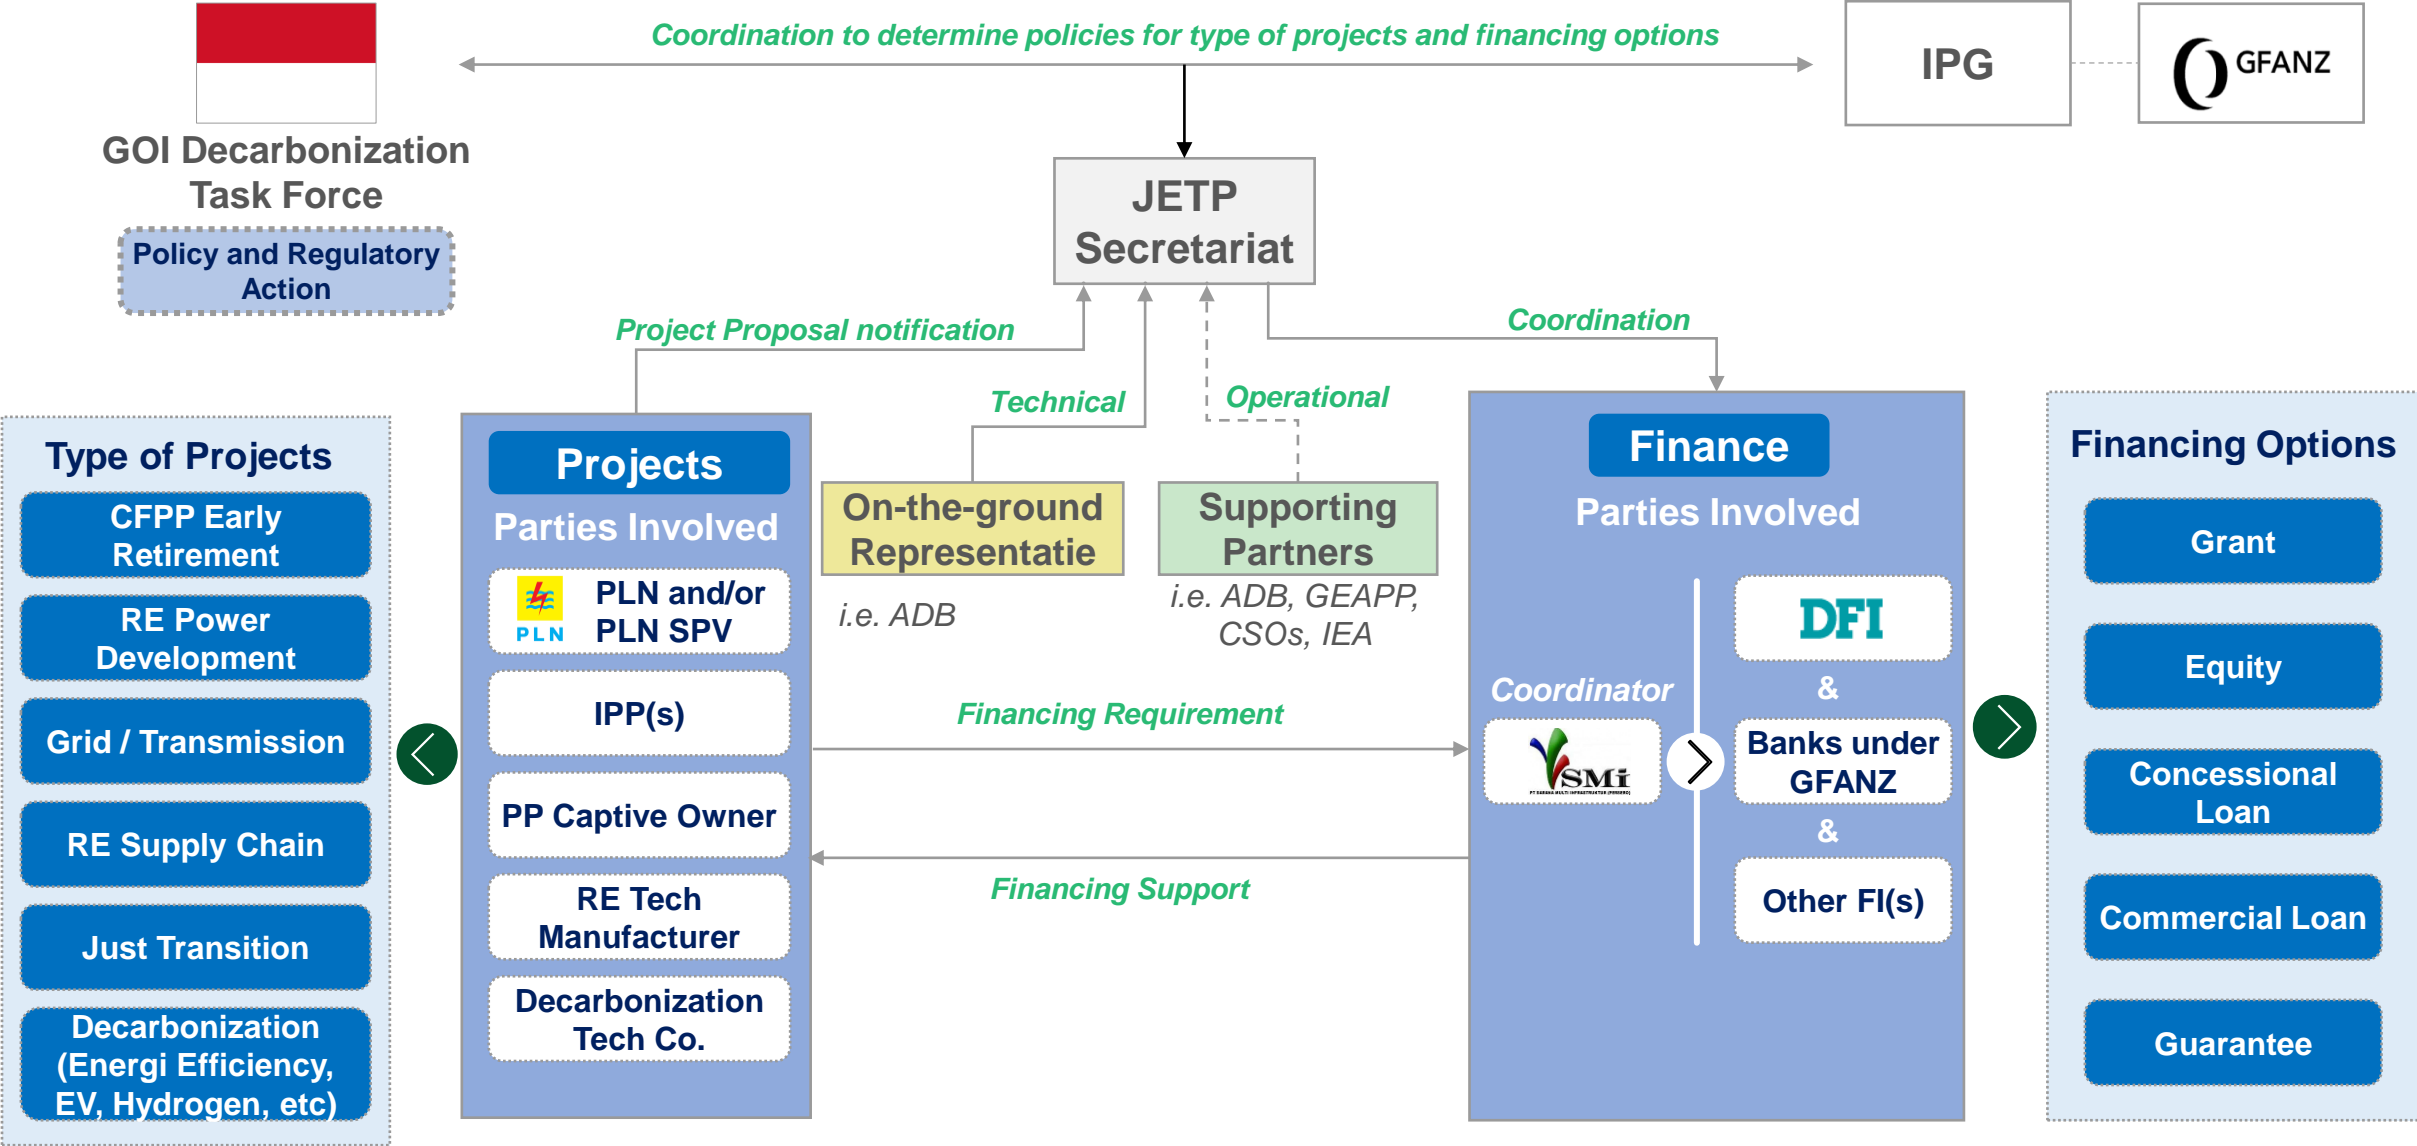 Coordination to determine policies for type of projects and financing options
IPG
GFANZ
GOI Decarbonization
Task Force
Policy and Regulatory
Action
JETP
Secretariat
Project Proposal notification
Coordination
Technical
Operational
Type of Projects
CFPP Early
Retirement
RE Power
Development
Grid / Transmission
RE Supply Chain
Just Transition
Decarbonization
(Energi Efficiency,
EV, Hydrogen, etc)
Projects
Parties Involved
PLN
PLN and/or
PLN SPV
IPP(s)
PP Captive Owner
RE Tech
Manufacturer
Decarbonization
Tech Co.
On-the-ground
Representatie
i.e. ADB
Supporting
Partners
i.e. ADB, GEAPP,
CSOs, IEA
Financing Requirement
Financing Support
Finance
Parties Involved
Coordinator
SMi
PT SARANA MULTI INFRASTRUKTUR (PERSERO)
DFI
&
Banks under
GFANZ
&
Other FI(s)
Financing Options
Grant
Equity
Concessional
Loan
Commercial Loan
Guarantee